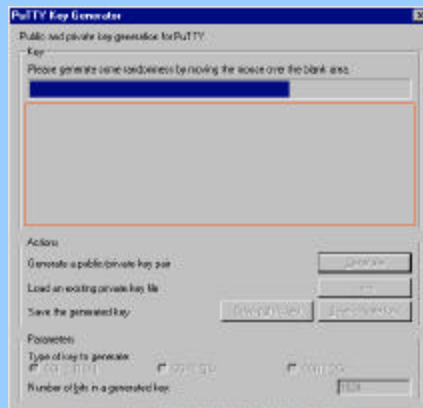 PuTTY Key Generator
Public and private key generation for PuTTY
Key
Please generate some randomness by moving the mouse over the blank area.
Actions
Generate a public/private key pair
Generate
Load an existing private key file
Save the generated key
Parameters
Type of key to generate:
Number of bits in a generated key: